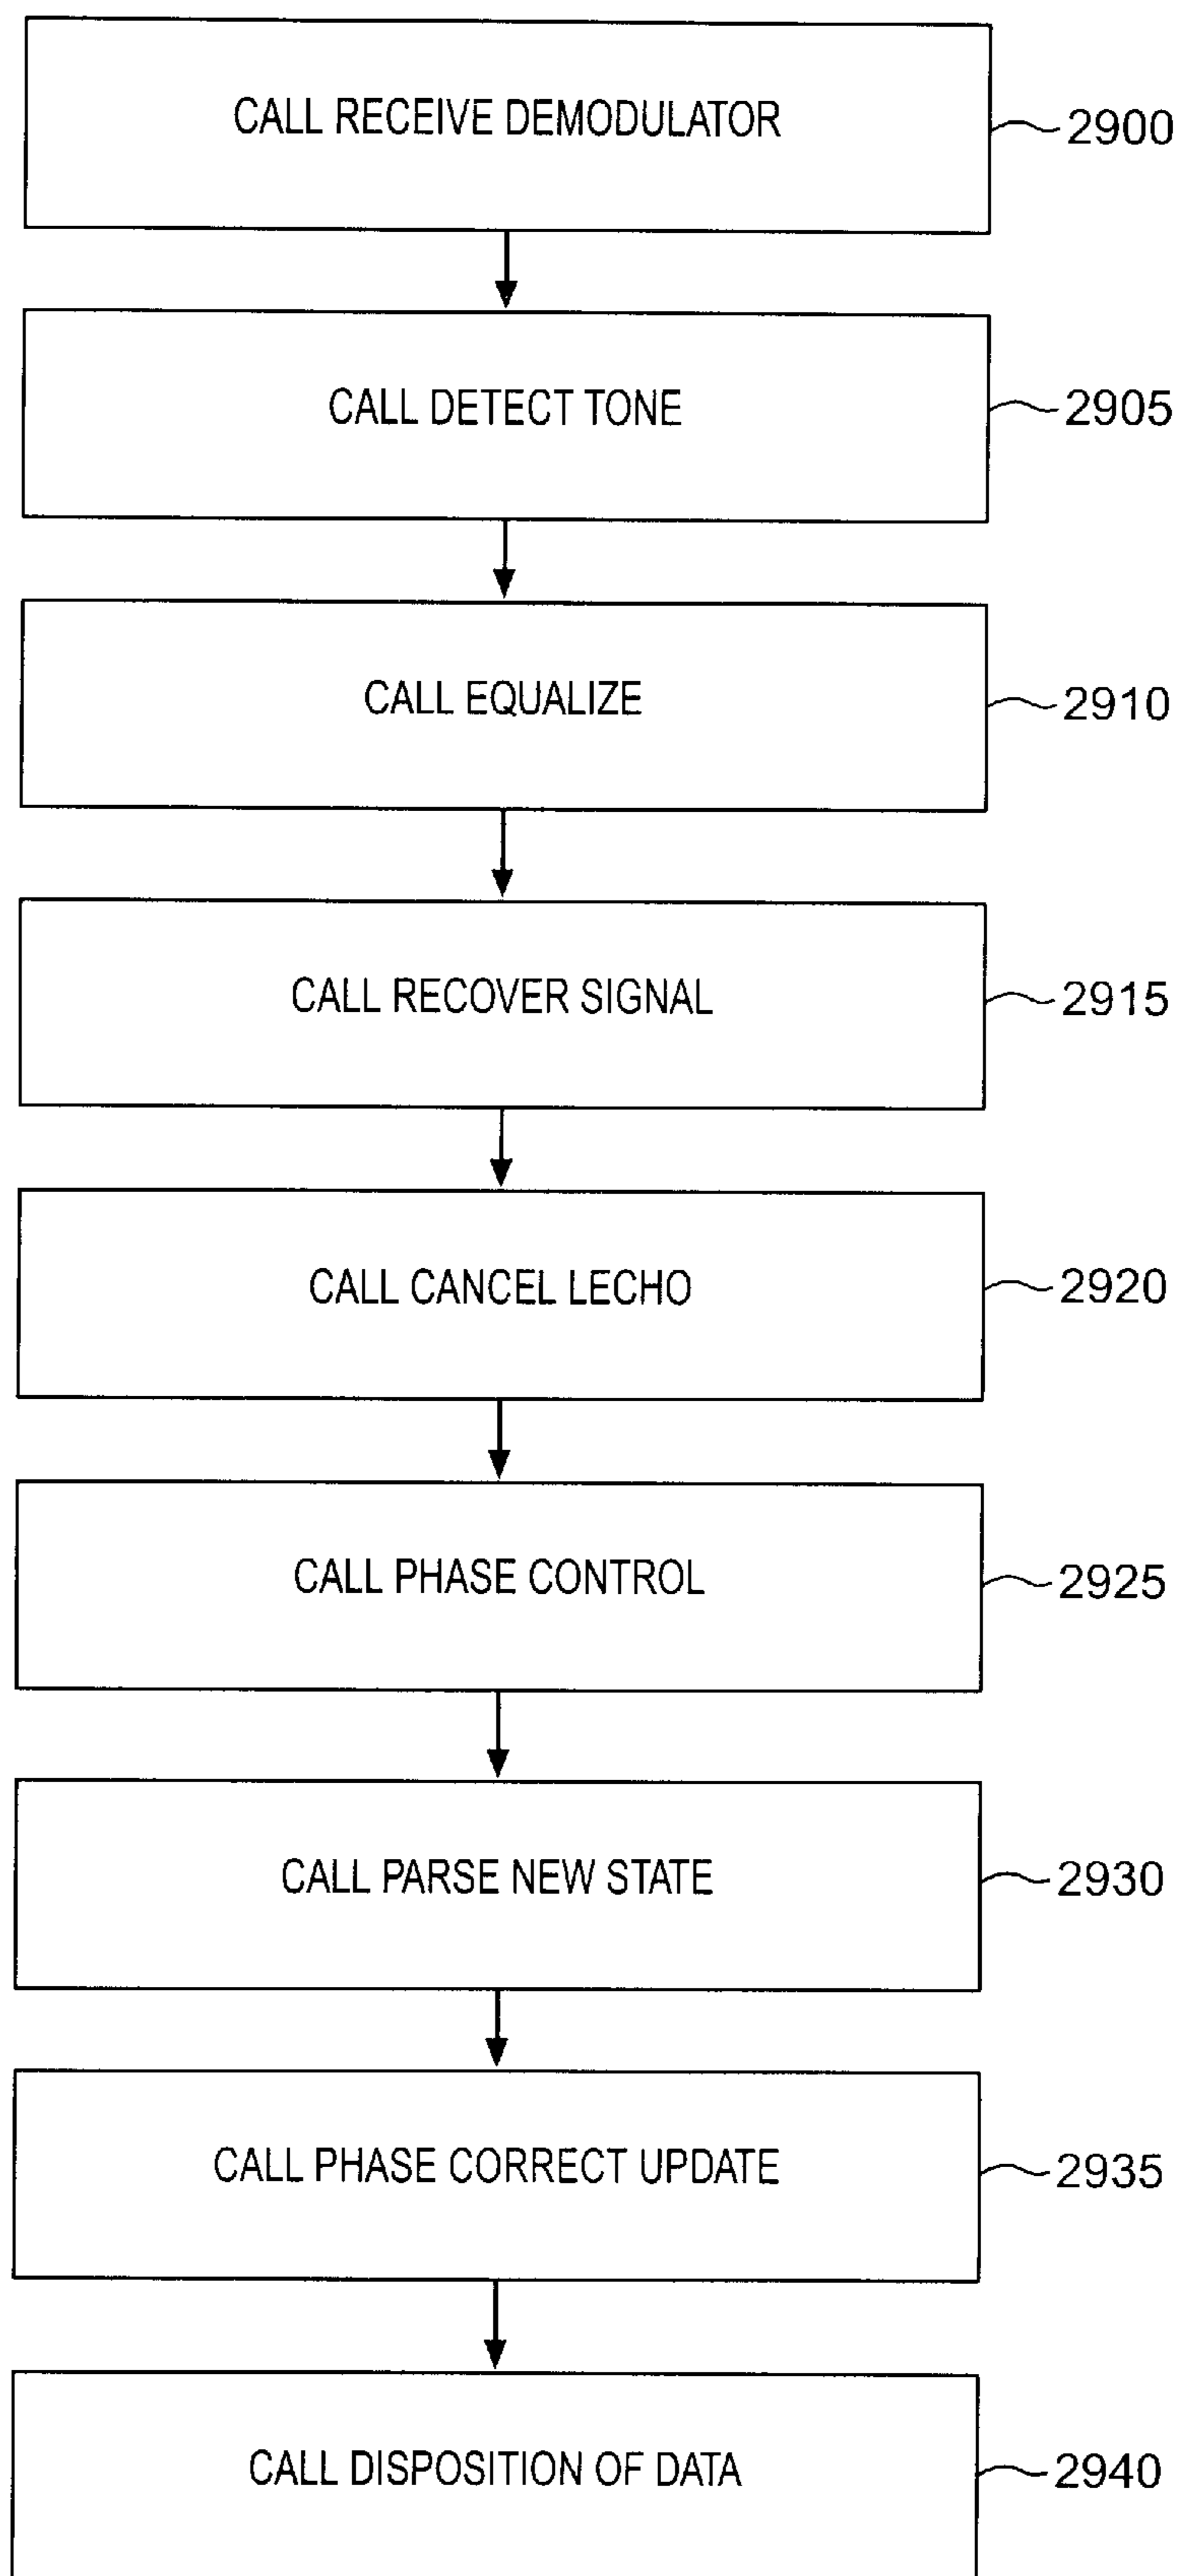 CALL RECEIVE DEMODULATOR
2900
CALL DETECT TONE
2905
CALL EQUALIZE
2910
CALL RECOVER SIGNAL
2915
CALL CANCEL LECHO
2920
CALL PHASE CONTROL
2925
CALL PARSE NEW STATE
2930
CALL PHASE CORRECT UPDATE
2935
CALL DISPOSITION OF DATA
2940